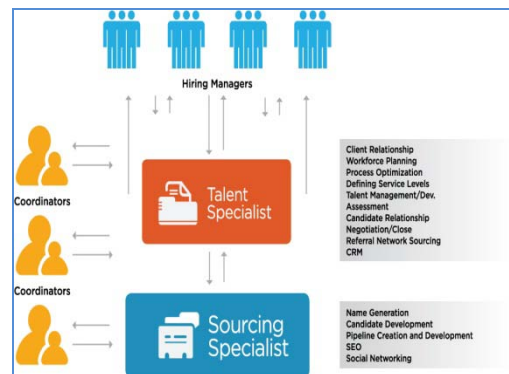 Hiring Managers
Coordinators
Talent
Specialist
Client Relationship
Workforce Planning
Process Optimization
Defining Service Levels
Talent Management/Dev.
Assessment
Candidate Relationship
Negotiation/Close
Referral Network Sourcing
CRM
Coordinators
Sourcing
Specialist
Name Generation
Candidate Development
Pipeline Creation and Development
SEO
Social Networking